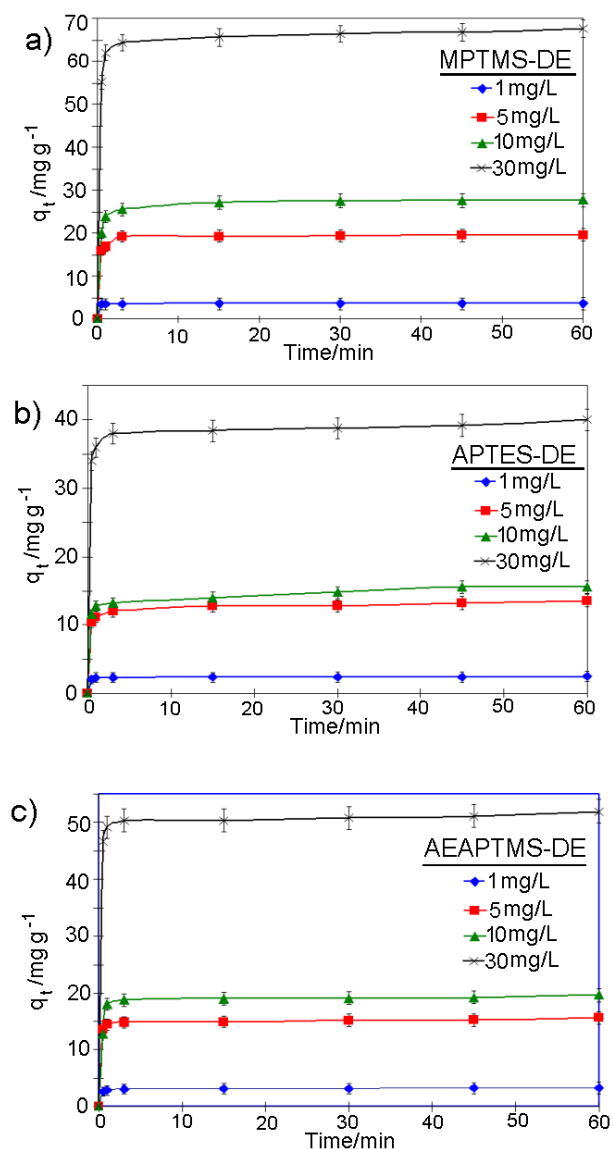 a)
70
60
50
40
30
20
10
0
q_t /mg g⁻¹
MPTMS-DE
1mg/L
5mg/L
10mg/L
30mg/L
0 10 20 30 40 50 60
Time/min
b)
40
30
20
10
0
q_t /mg g⁻¹
APTES-DE
1mg/L
5mg/L
10mg/L
30mg/L
0 10 20 30 40 50 60
Time/min
c)
50
40
30
20
10
0
q_t /mg g⁻¹
AEAPTMS-DE
1mg/L
5mg/L
10mg/L
30mg/L
0 10 20 30 40 50 60
Time/min